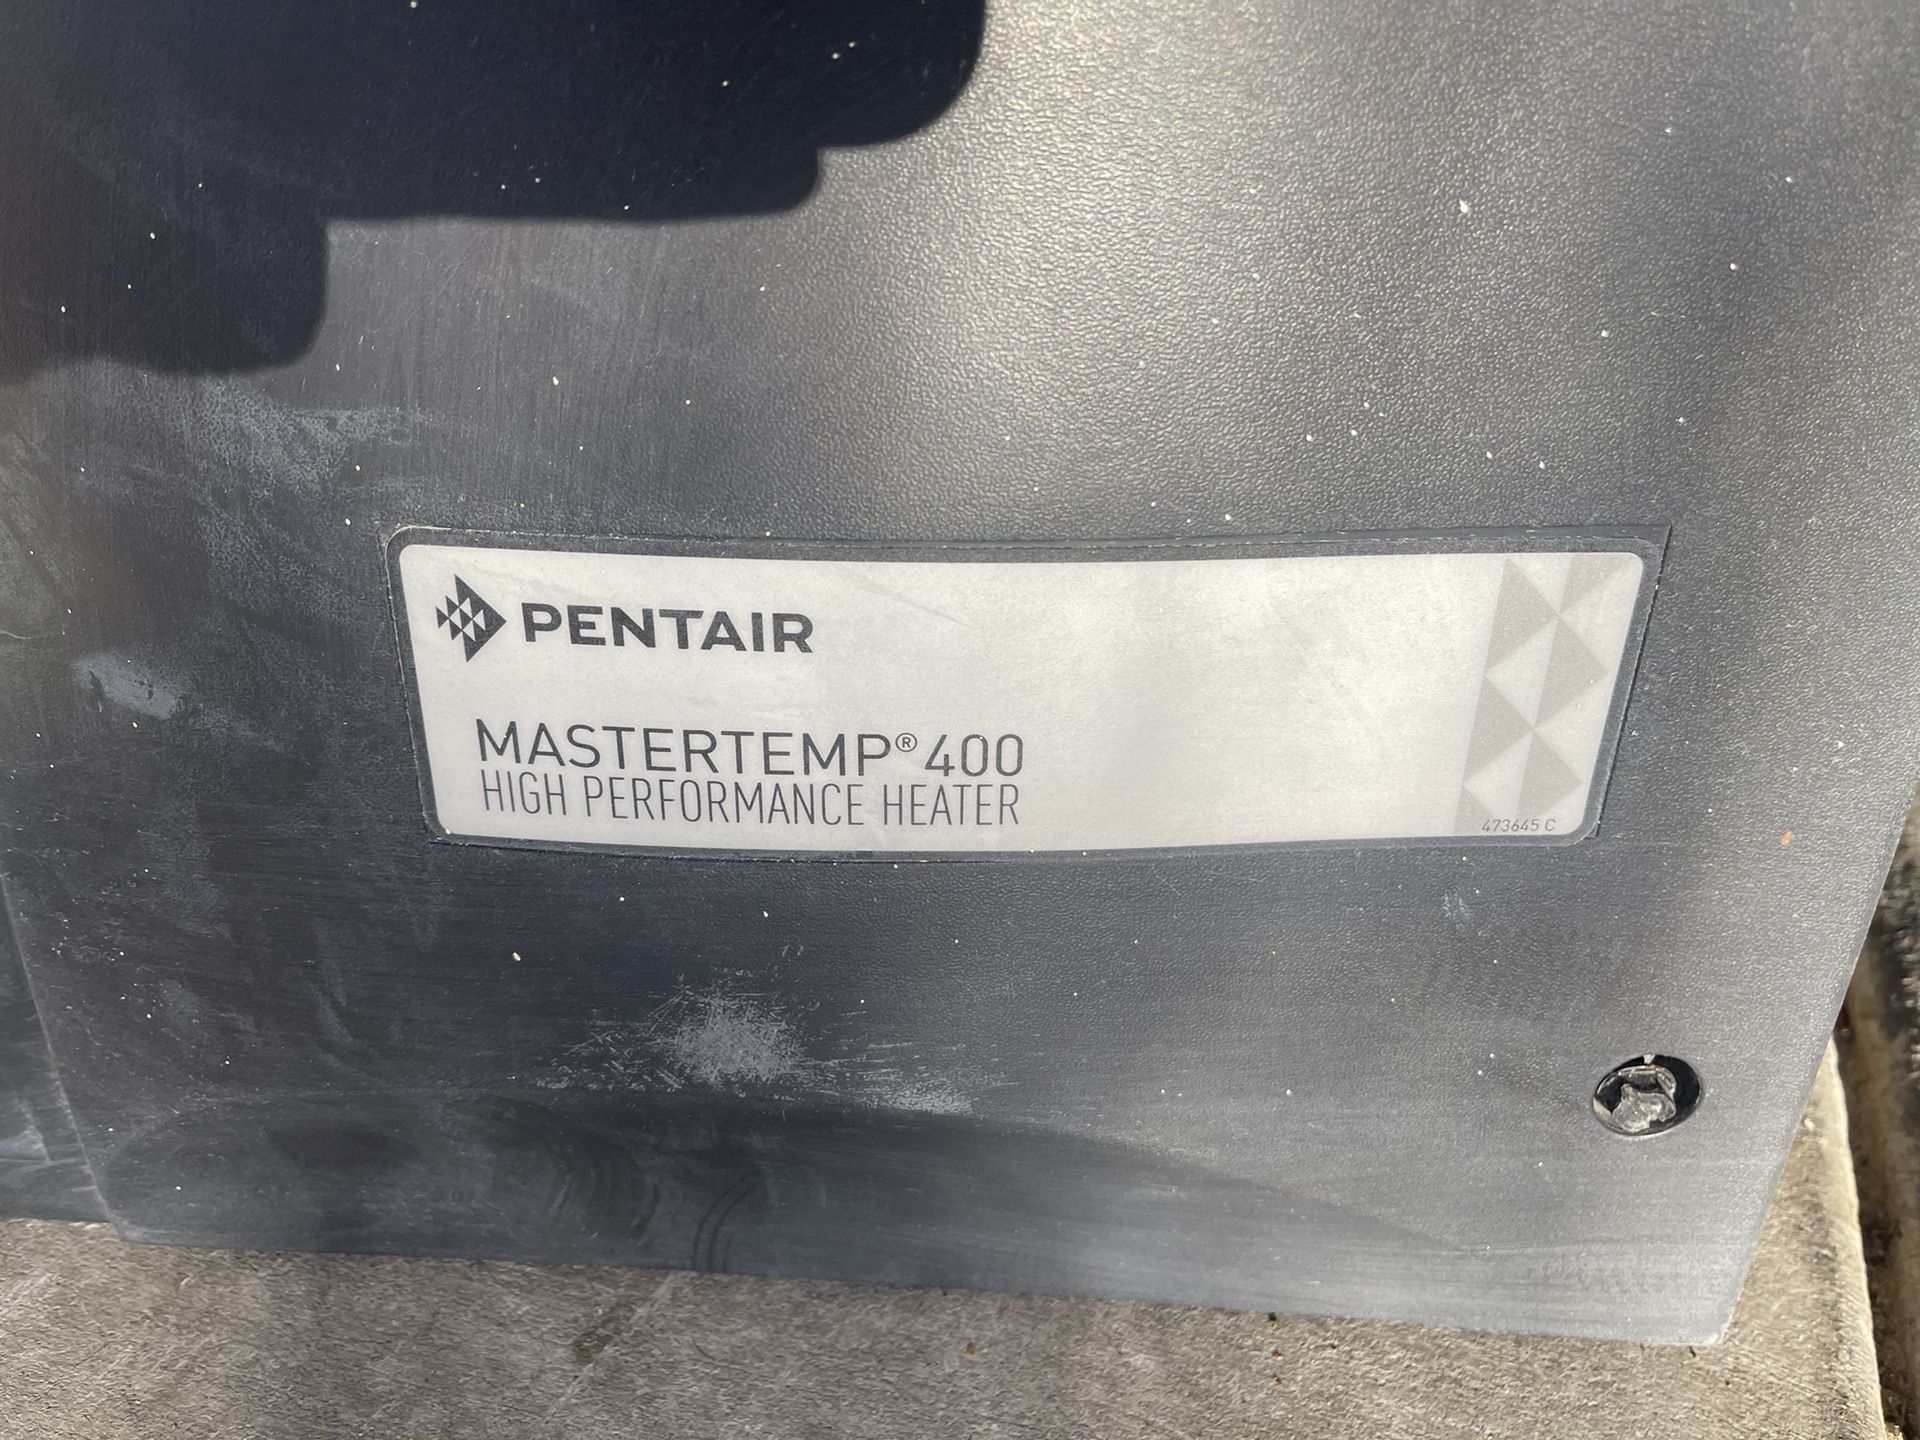 PENTAIR
MASTERTEMP® 400
HIGH PERFORMANCE HEATER
473645 C